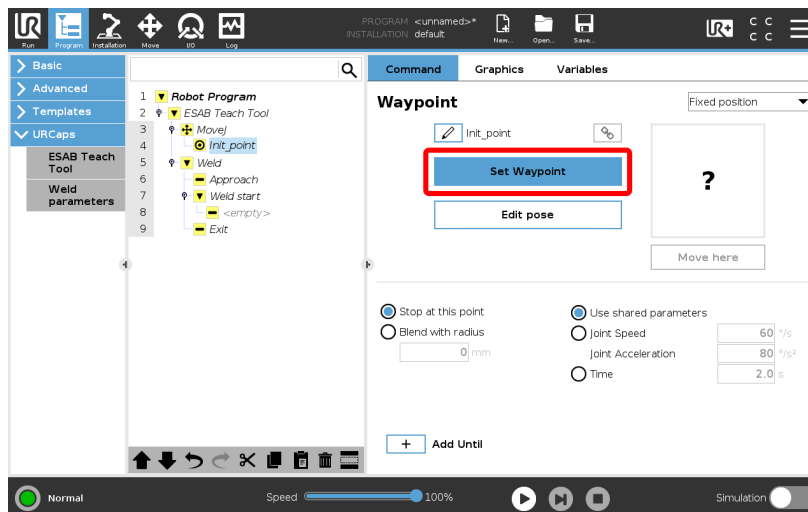 PROGRAM <unnamed>*
INSTALLATION default
UR
UR+
C C
C C
Run
Program
Installation
Move
I/O
Log
New...
Open...
Save...
Basic
Advanced
Templates
URCaps
ESAB Teach
Tool
Weld
parameters
1 Robot Program
2 ESAB Teach Tool
3 MoveJ
4 Init_point
5 Weld
6 Approach
7 Weld start
8 <empty>
9 Exit
Command Graphics Variables
Waypoint
Fixed position
Init_point
Set Waypoint
Edit pose
?
Move here
Stop at this point
Blend with radius
0 mm
Use shared parameters
Joint Speed 60 °/s
Joint Acceleration 80 °/s²
Time 2.0 s
+ Add Until
Normal
Speed 100%
Simulation